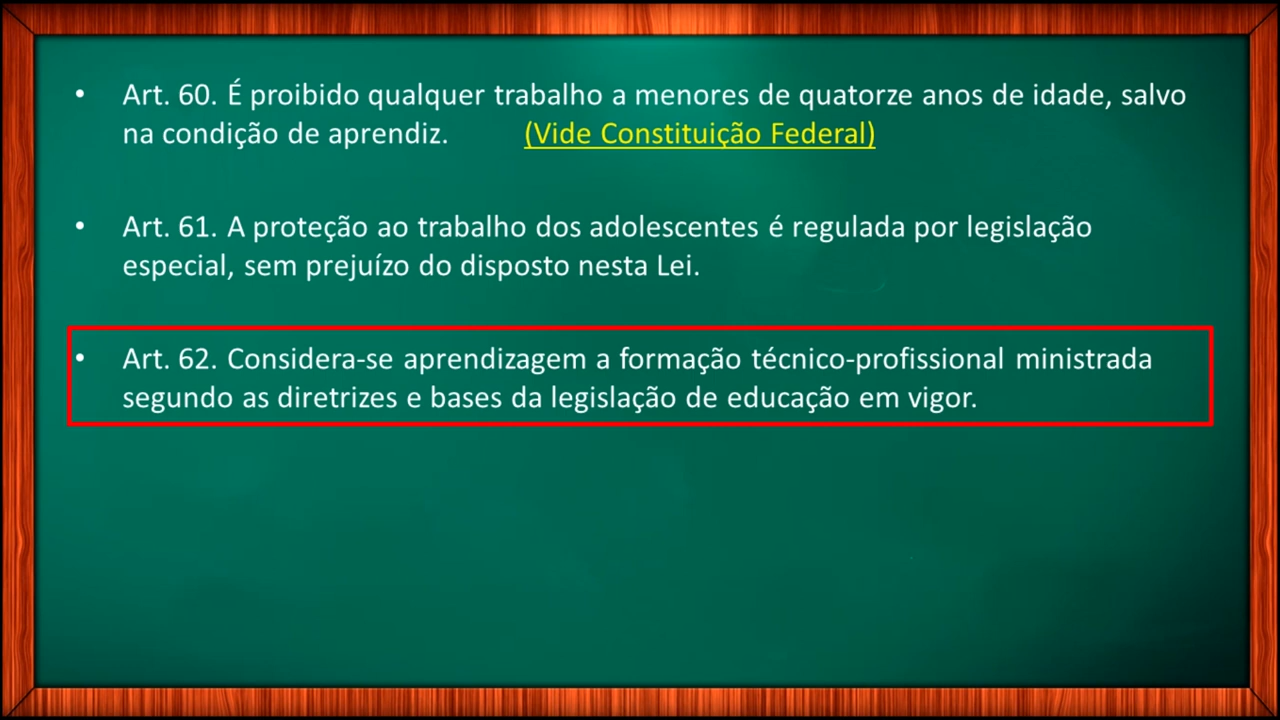 • Art. 60. É proibido qualquer trabalho a menores de quatorze anos de idade, salvo
na condição de aprendiz. (Vide Constituição Federal)
• Art. 61. A proteção ao trabalho dos adolescentes é regulada por legislação
especial, sem prejuízo do disposto nesta Lei.
• Art. 62. Considera-se aprendizagem a formação técnico-profissional ministrada
segundo as diretrizes e bases da legislação de educação em vigor.